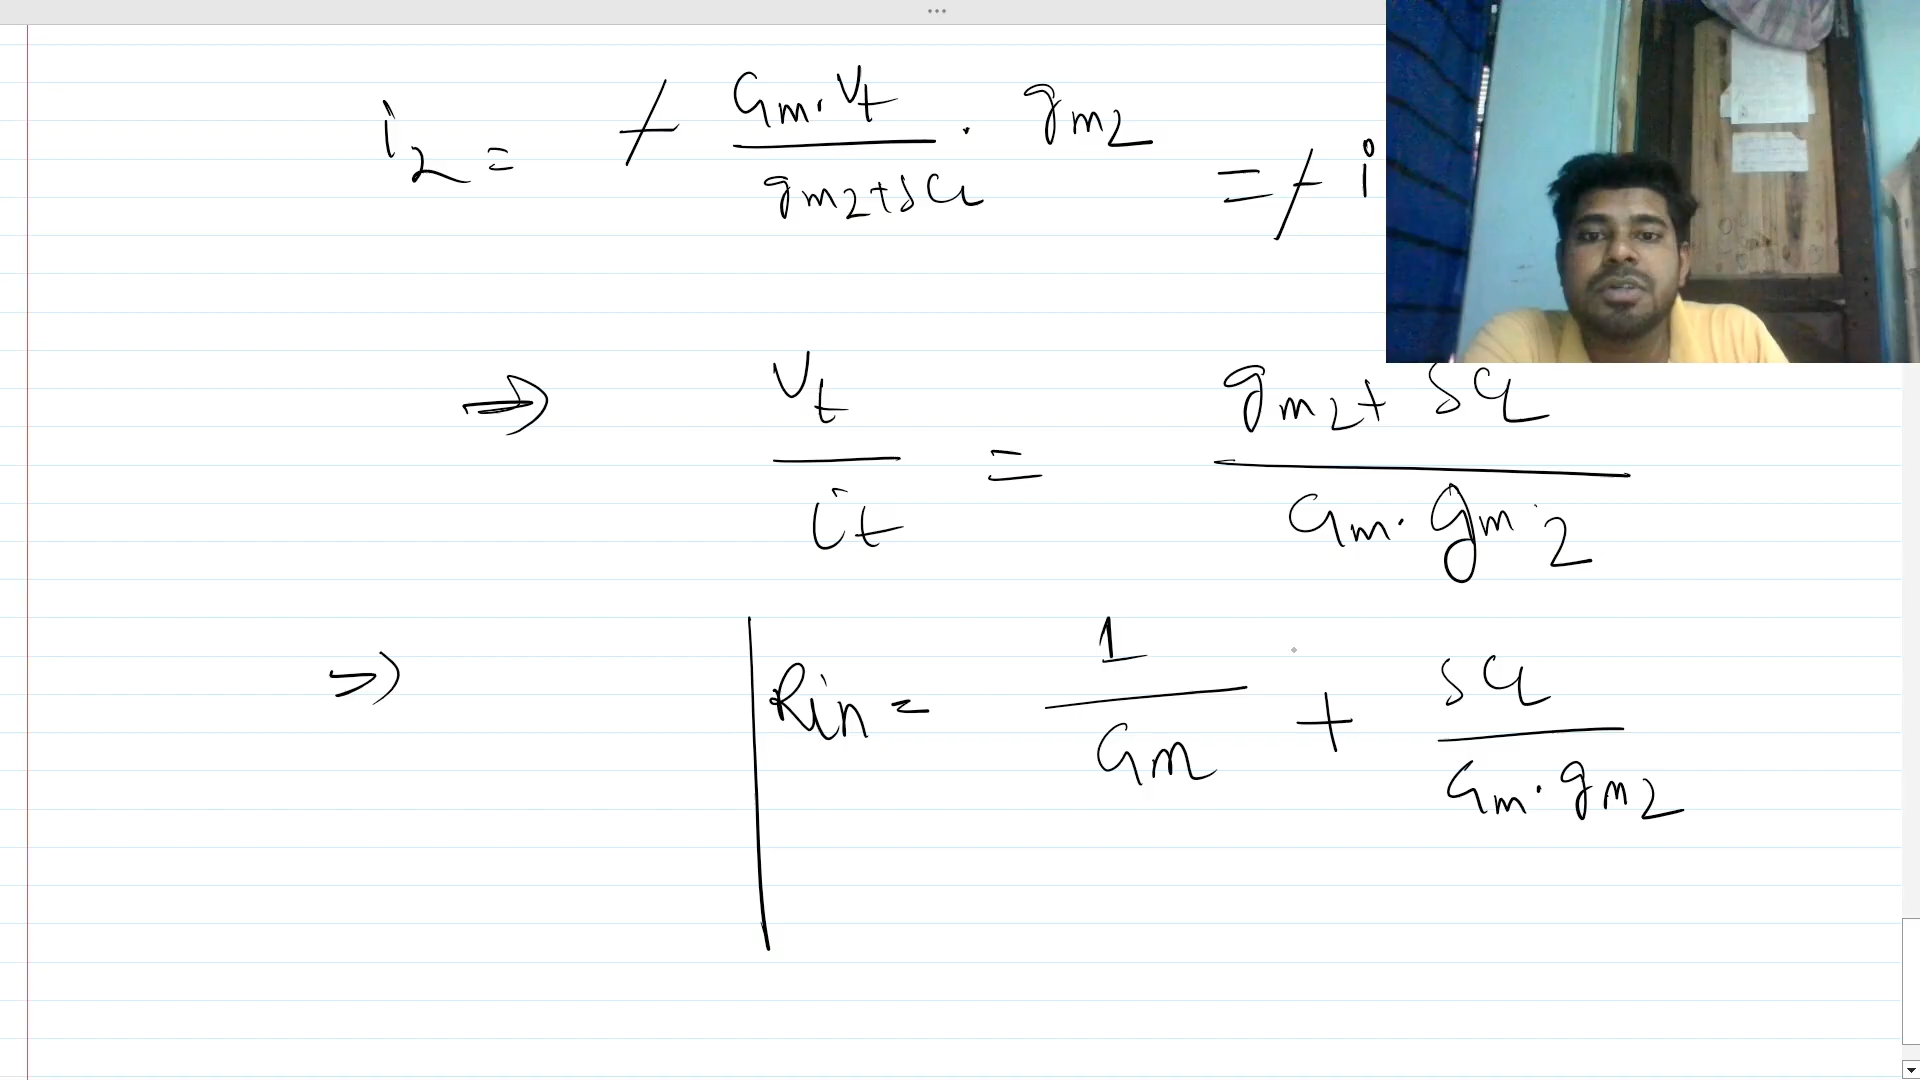 i2 = - Gm.Vt / gm2+sCL . gm2 = - i
⇒ Vt / it = gm2 + sCL / Gm.gm2
⇒ Rin = 1 / Gm + sCL / Gm.gm2